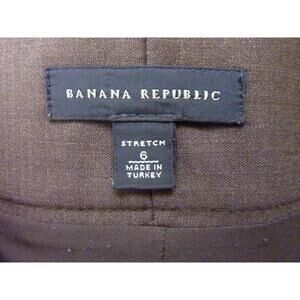 BANANA REPUBLIC
STRETCH
6
MADE IN
TURKEY